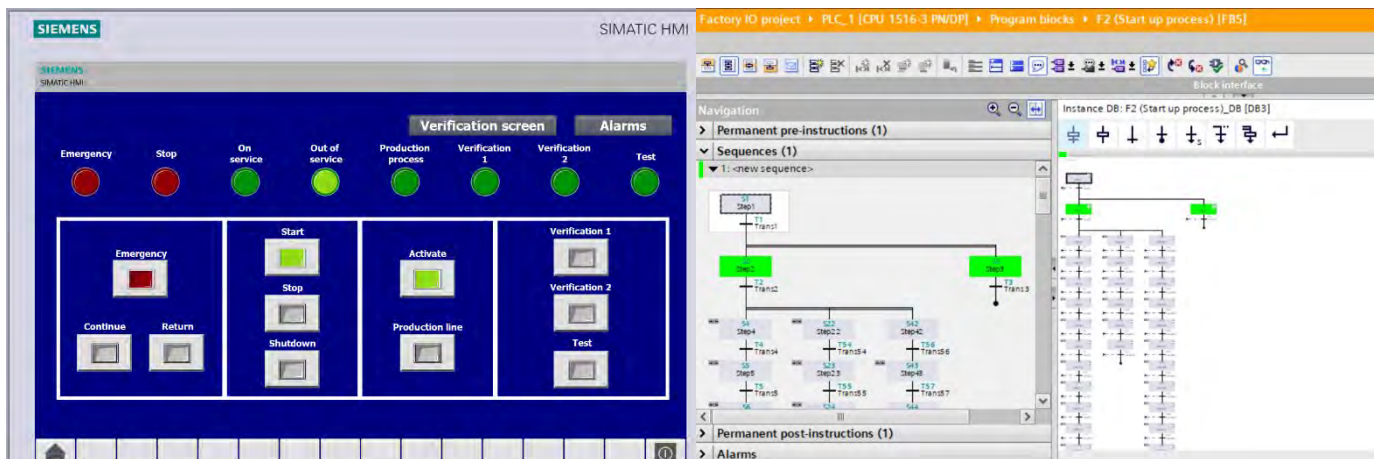 SIEMENS
SIMATIC HMI
SIEMENS
SIMATIC HMI
Verification screen
Alarms
Emergency
Stop
On
service
Out of
service
Production
process
Verification
1
Verification
2
Test
Emergency
Continue
Return
Start
Stop
Shutdown
Activate
Production line
Verification 1
Verification 2
Test
Factory IO project ▸ PLC_1 [CPU 1516-3 PN/DP] ▸ Program blocks ▸ F2 (Start up process) [FB5]
Block interface
Navigation
Permanent pre-instructions (1)
Sequences (1)
1: <new sequence>
S1
Step1
T1
Trans1
Step2
Step3
T2
Trans2
T3
Trans3
S4
Step4
S22
Step22
S42
Step42
T4
Trans4
T54
Trans54
T56
Trans56
S5
Step5
S23
Step23
S43
Step43
T5
Trans5
T55
Trans55
T57
Trans57
S6
S24
S44
Permanent post-instructions (1)
Alarms
Instance DB: F2 (Start up process)_DB [DB3]